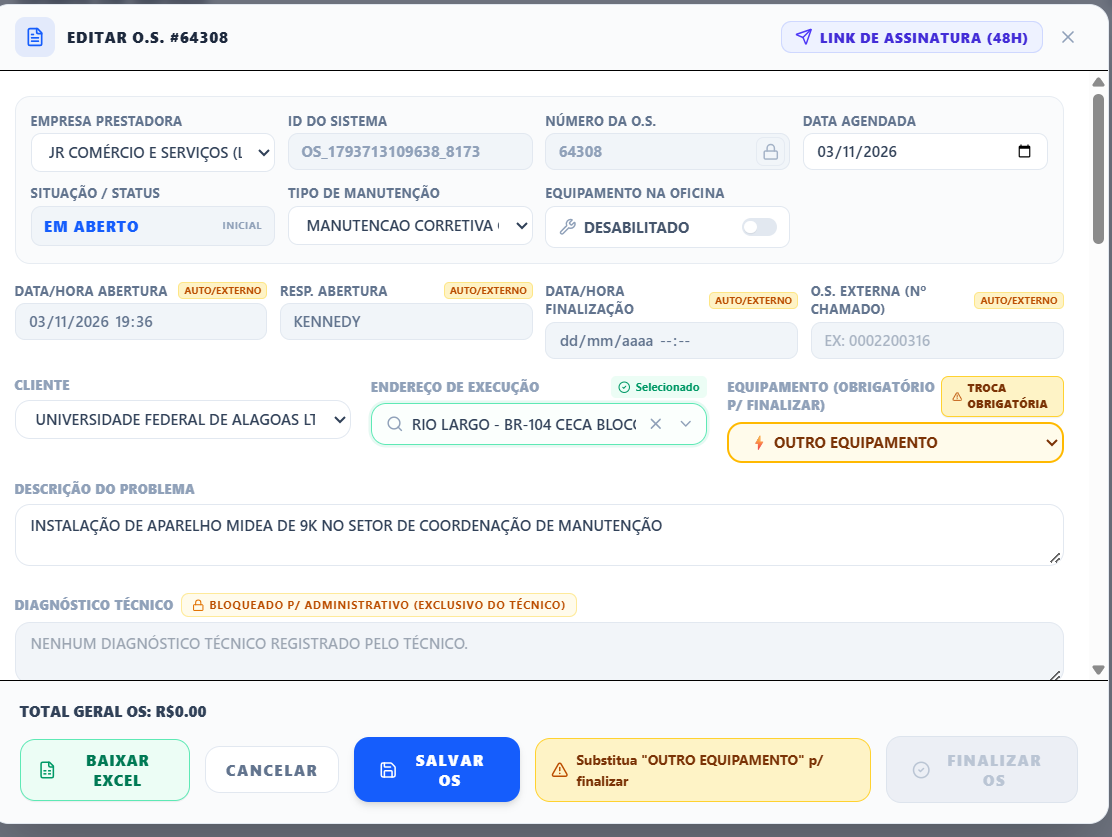 EDITAR O.S. #64308
LINK DE ASSINATURA (48H)
EMPRESA PRESTADORA
ID DO SISTEMA
NÚMERO DA O.S.
DATA AGENDADA
JR COMÉRCIO E SERVIÇOS (L
OS_1793713109638_8173
64308
03/11/2026
SITUAÇÃO / STATUS
TIPO DE MANUTENÇÃO
EQUIPAMENTO NA OFICINA
EM ABERTO
INICIAL
MANUTENCAO CORRETIVA (
DESABILITADO
DATA/HORA ABERTURA
AUTO/EXTERNO
RESP. ABERTURA
AUTO/EXTERNO
DATA/HORA
FINALIZAÇÃO
AUTO/EXTERNO
O.S. EXTERNA (Nº
CHAMADO)
AUTO/EXTERNO
03/11/2026 19:36
KENNEDY
dd/mm/aaaa --:--
EX: 0002200316
CLIENTE
ENDEREÇO DE EXECUÇÃO
Selecionado
EQUIPAMENTO (OBRIGATÓRIO
P/ FINALIZAR)
TROCA
OBRIGATÓRIA
UNIVERSIDADE FEDERAL DE ALAGOAS LT
RIO LARGO - BR-104 CECA BLOCO
OUTRO EQUIPAMENTO
DESCRIÇÃO DO PROBLEMA
INSTALAÇÃO DE APARELHO MIDEA DE 9K NO SETOR DE COORDENAÇÃO DE MANUTENÇÃO
DIAGNÓSTICO TÉCNICO
BLOQUEADO P/ ADMINISTRATIVO (EXCLUSIVO DO TÉCNICO)
NENHUM DIAGNÓSTICO TÉCNICO REGISTRADO PELO TÉCNICO.
TOTAL GERAL OS: R$0.00
BAIXAR
EXCEL
CANCELAR
SALVAR
OS
Substitua "OUTRO EQUIPAMENTO" p/
finalizar
FINALIZAR
OS